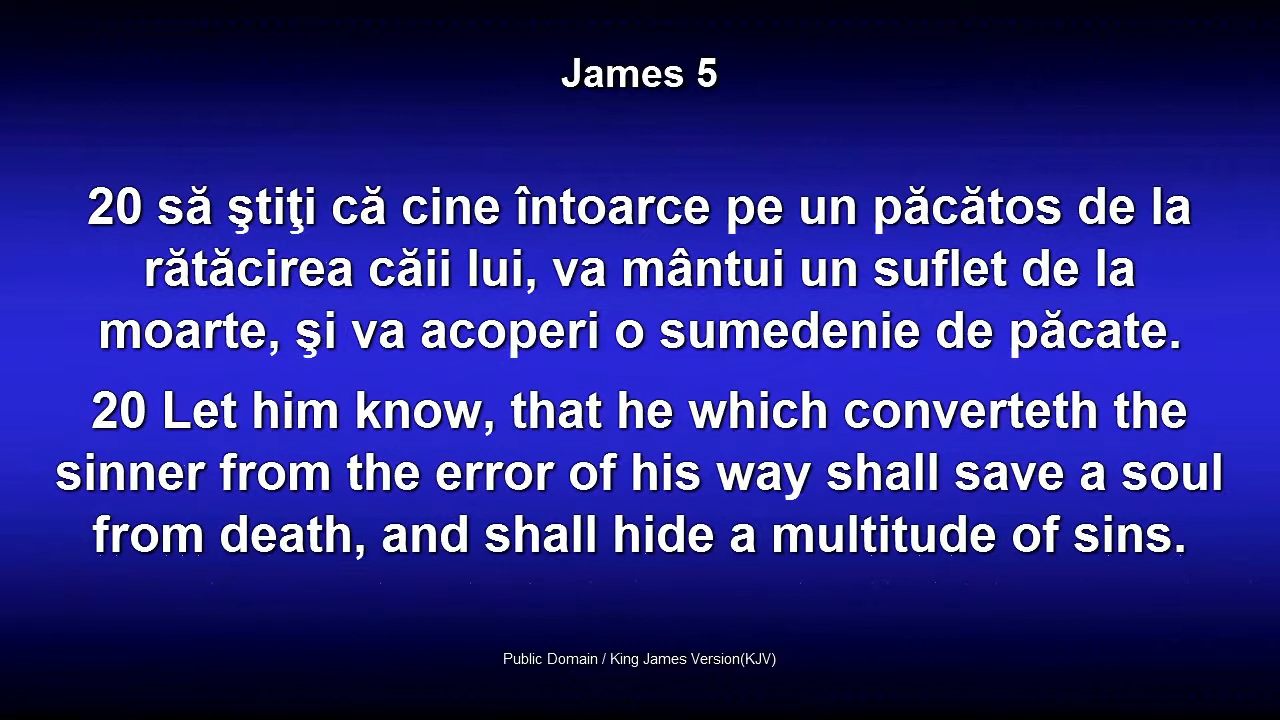 James 5
20 să ştiţi că cine întoarce pe un păcătos de la
rătăcirea căii lui, va mântui un suflet de la
moarte, şi va acoperi o sumedenie de păcate.
20 Let him know, that he which converteth the
sinner from the error of his way shall save a soul
from death, and shall hide a multitude of sins.
Public Domain / King James Version(KJV)